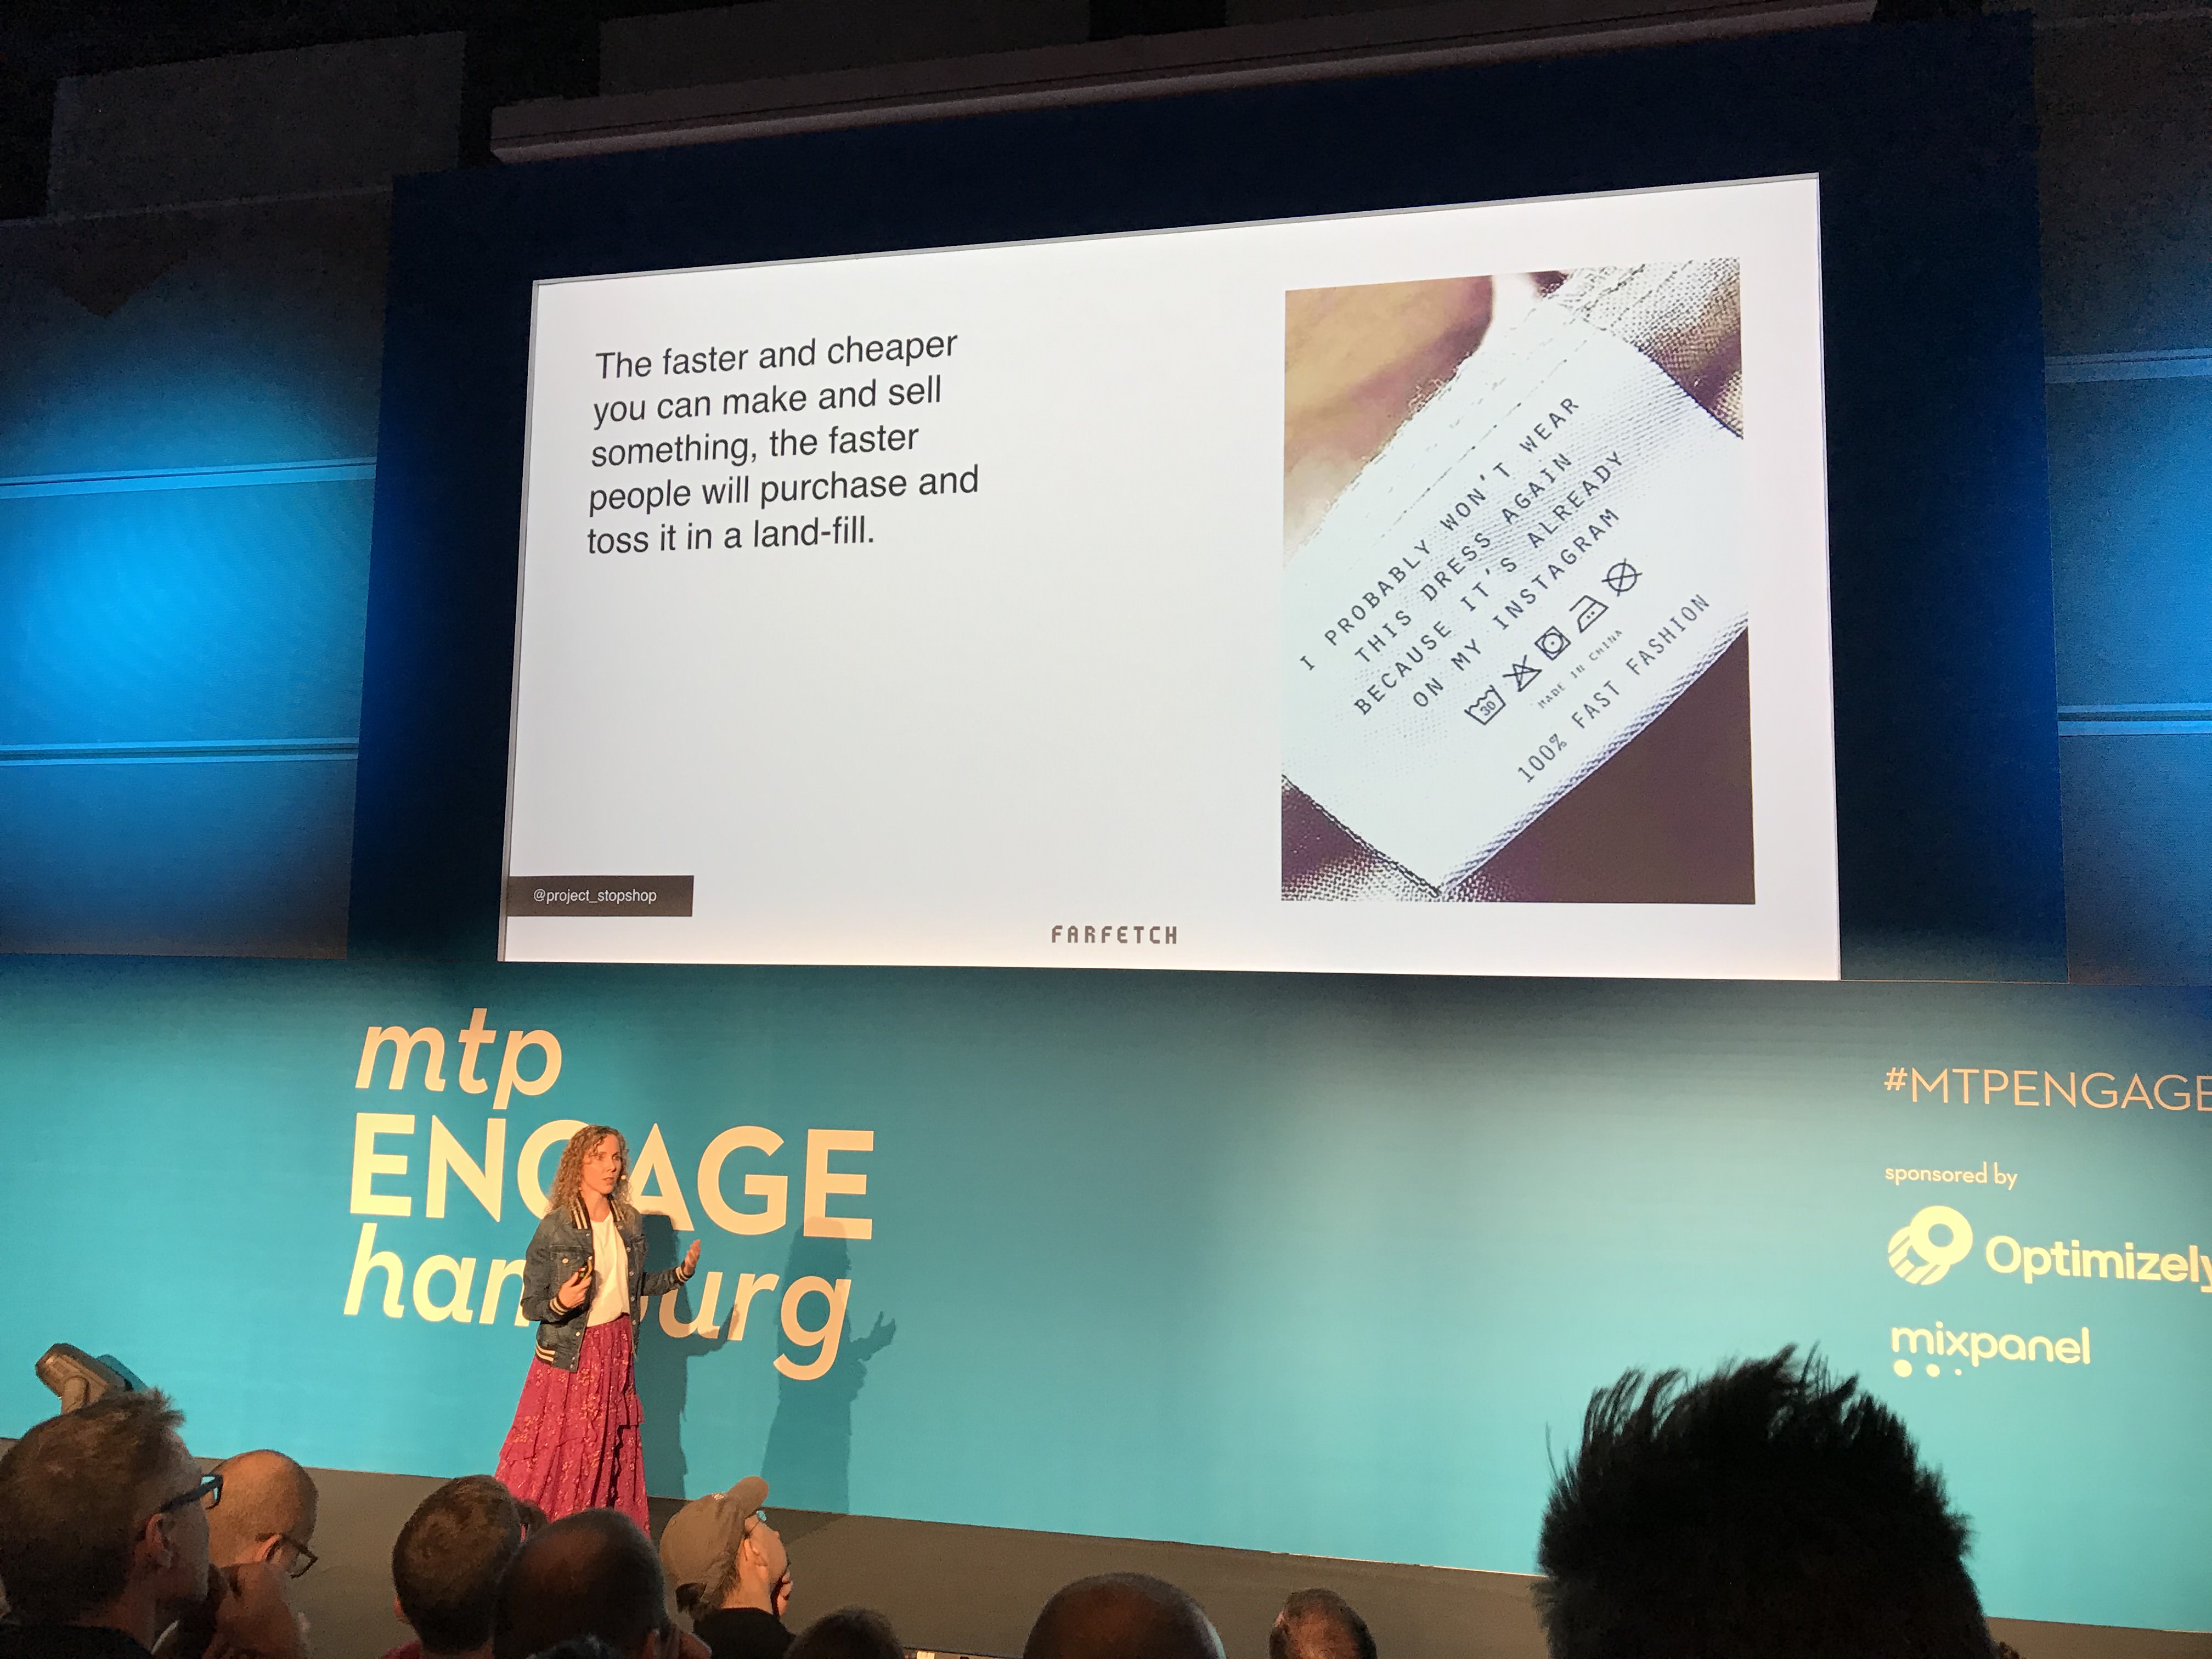 The faster and cheaper
you can make and sell
something, the faster
people will purchase and
toss it in a land-fill.
I PROBABLY WON'T WEAR
THIS DRESS AGAIN
BECAUSE IT'S ALREADY
ON MY INSTAGRAM
30
MADE IN CHINA
100% FAST FASHION
@project_stopshop
FARFETCH
mtp
ENGAGE
hamburg
#MTPENGAGE
sponsored by
Optimizely
mixpanel